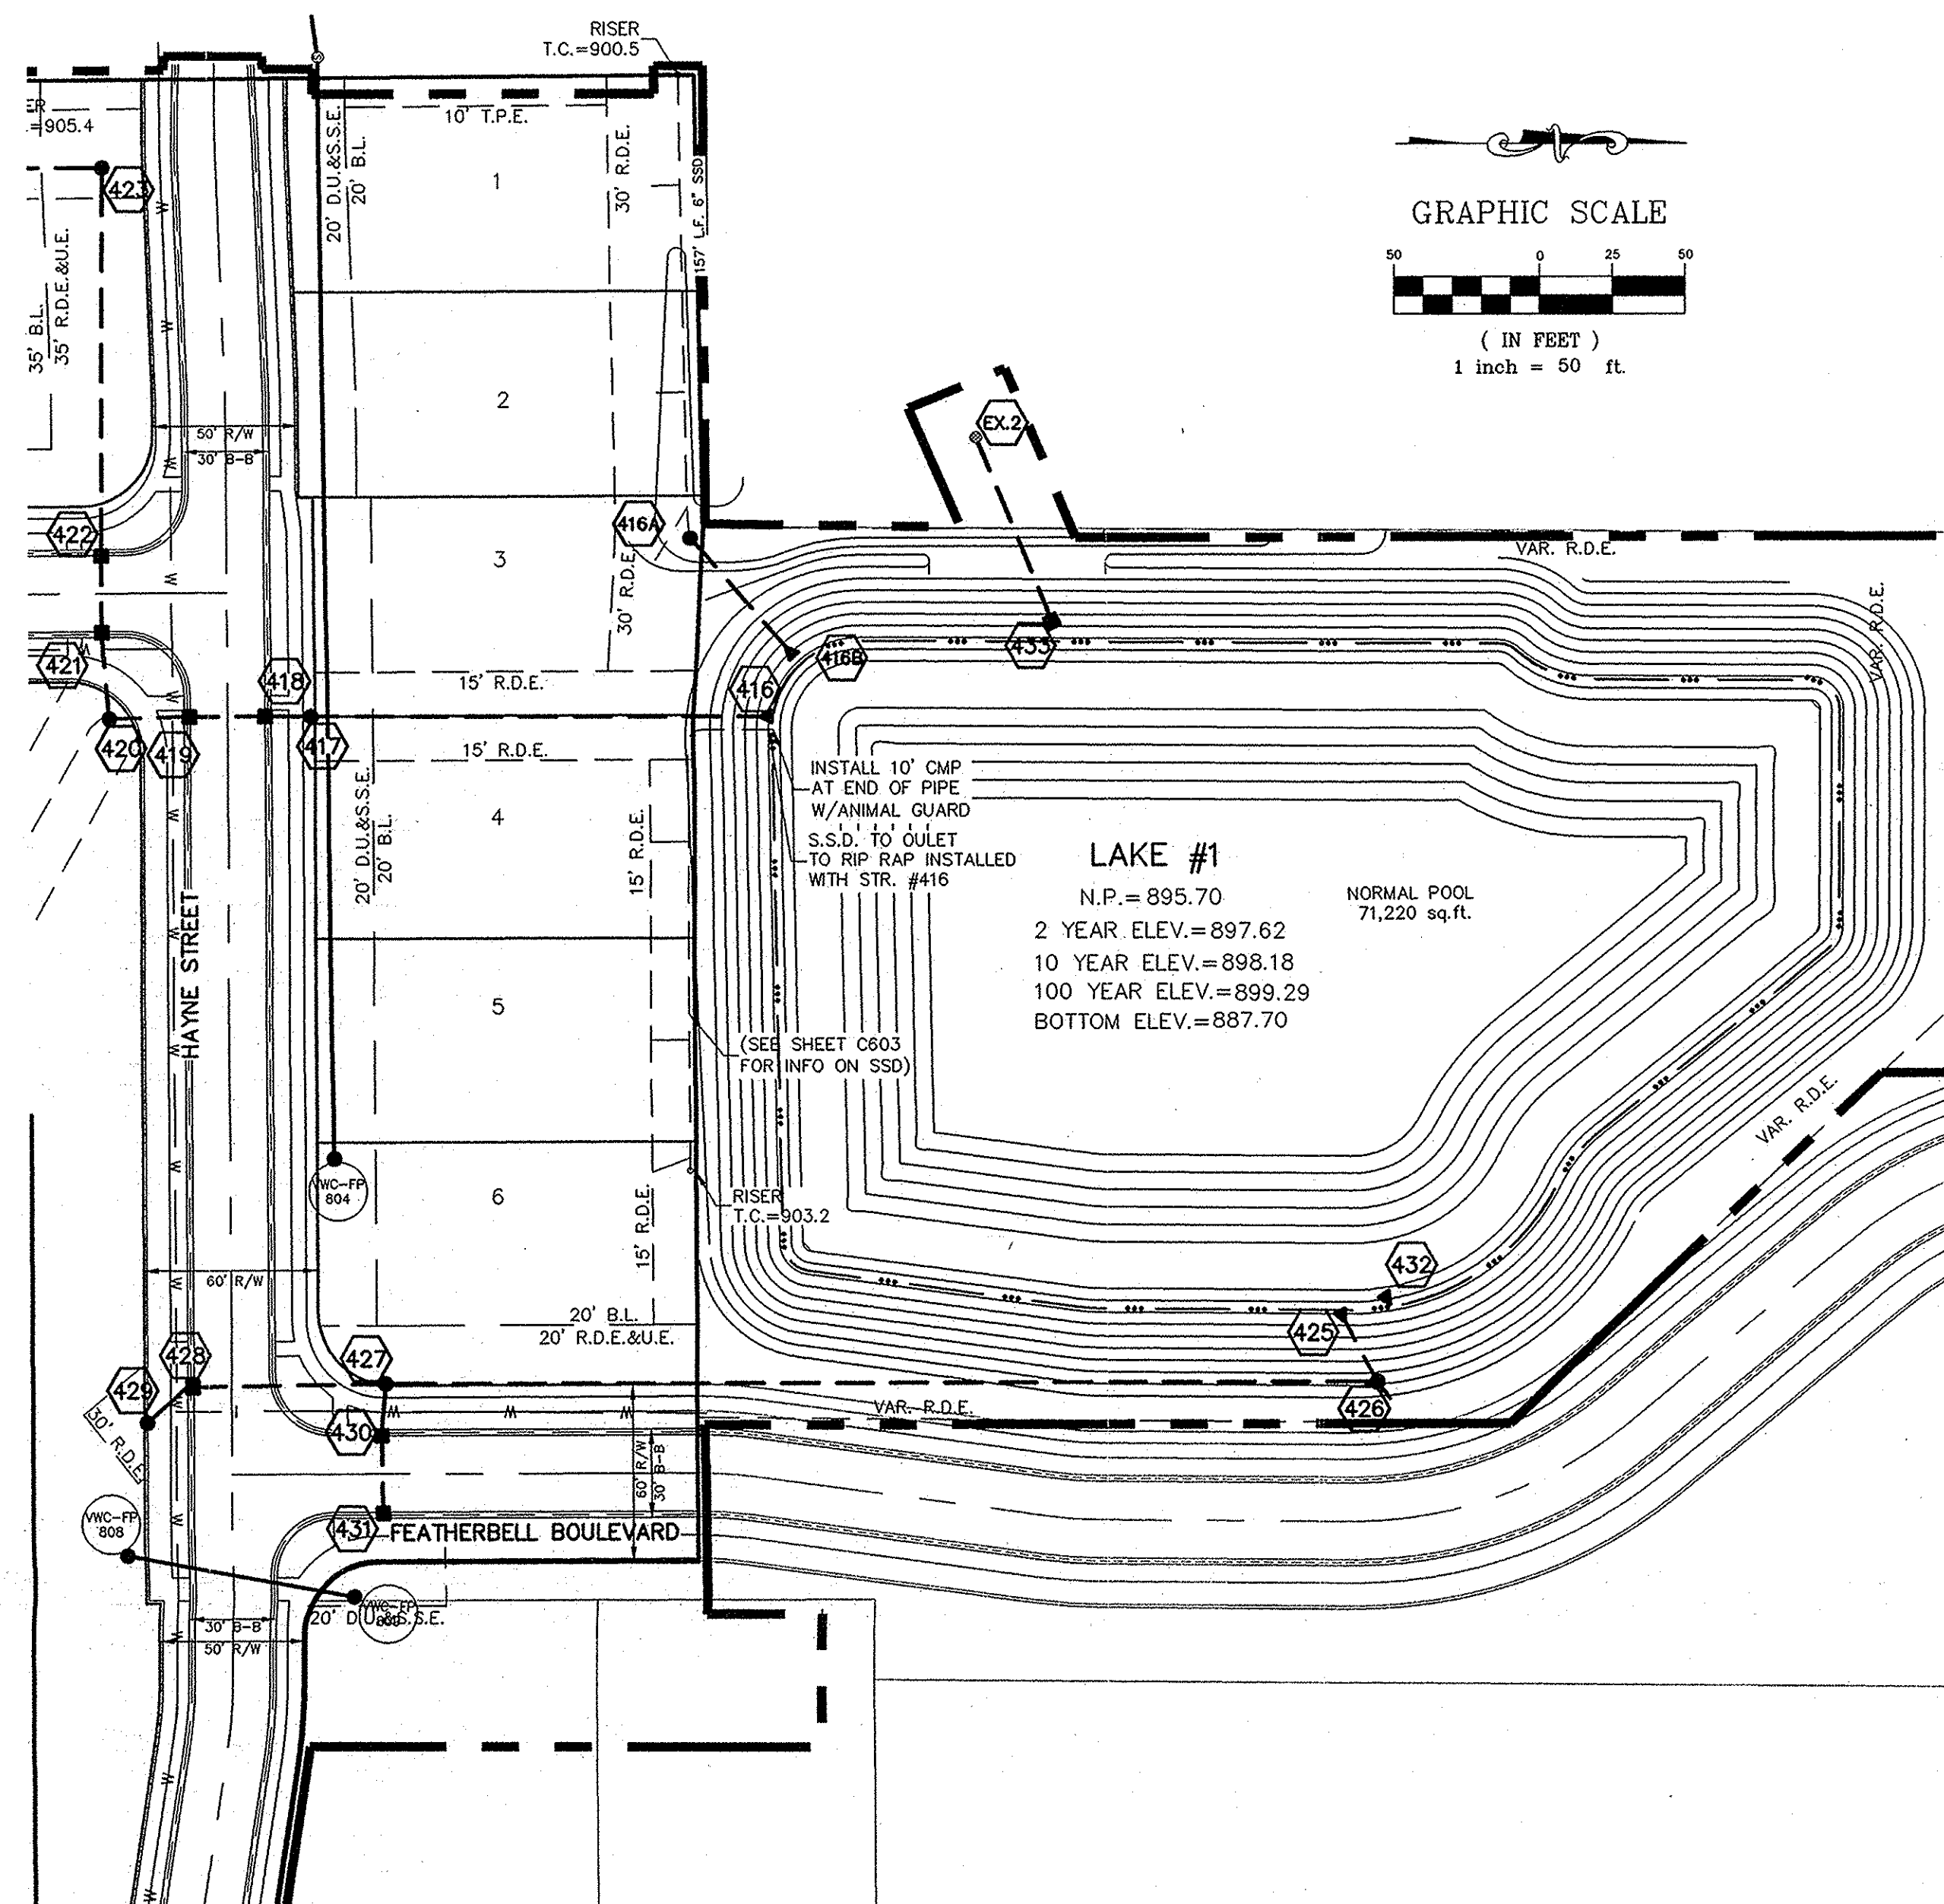 RISER
T.C.=900.5
ER
.=905.4
10' T.P.E.
20' D.U.&S.S.E.
20' B.L.
30' R.D.E.
157' L.F. 6" SSD
1
423
W
35' B.L.
35' R.D.E.&U.E.
W
GRAPHIC SCALE
50 0 25 50
( IN FEET )
1 inch = 50 ft.
2
EX.2
50' R/W
30' B-B
W
422
416A
3
30' R.D.E.
VAR. R.D.E.
VAR. R.D.E.
W
421
W
418
433
416B
416
15' R.D.E.
420
419
417
15' R.D.E.
INSTALL 10' CMP
AT END OF PIPE
W/ANIMAL GUARD
S.S.D. TO OULET
TO RIP RAP INSTALLED
WITH STR. #416
20' D.U.&S.S.E.
20' B.L.
4
15' R.D.E.
W
W
HAYNE STREET
LAKE #1
N.P.=895.70
2 YEAR ELEV.=897.62
10 YEAR ELEV.=898.18
100 YEAR ELEV.=899.29
BOTTOM ELEV.=887.70
NORMAL POOL
71,220 sq.ft.
5
(SEE SHEET C603
FOR INFO ON SSD)
W
VAR. R.D.E.
W
VWC-FP
804
6
15' R.D.E.
RISER
T.C.=903.2
60' R/W
W
20' B.L.
20' R.D.E.&U.E.
432
425
428
427
429
W
426
30' R.D.E.
430
W W W
VAR. R.D.E.
60' R/W
30' B-B
VWC-FP
808
W
431
FEATHERBELL BOULEVARD
VWC-FP
20' D.U.&S.S.E.
30' B-B
50' R/W
W
W
W